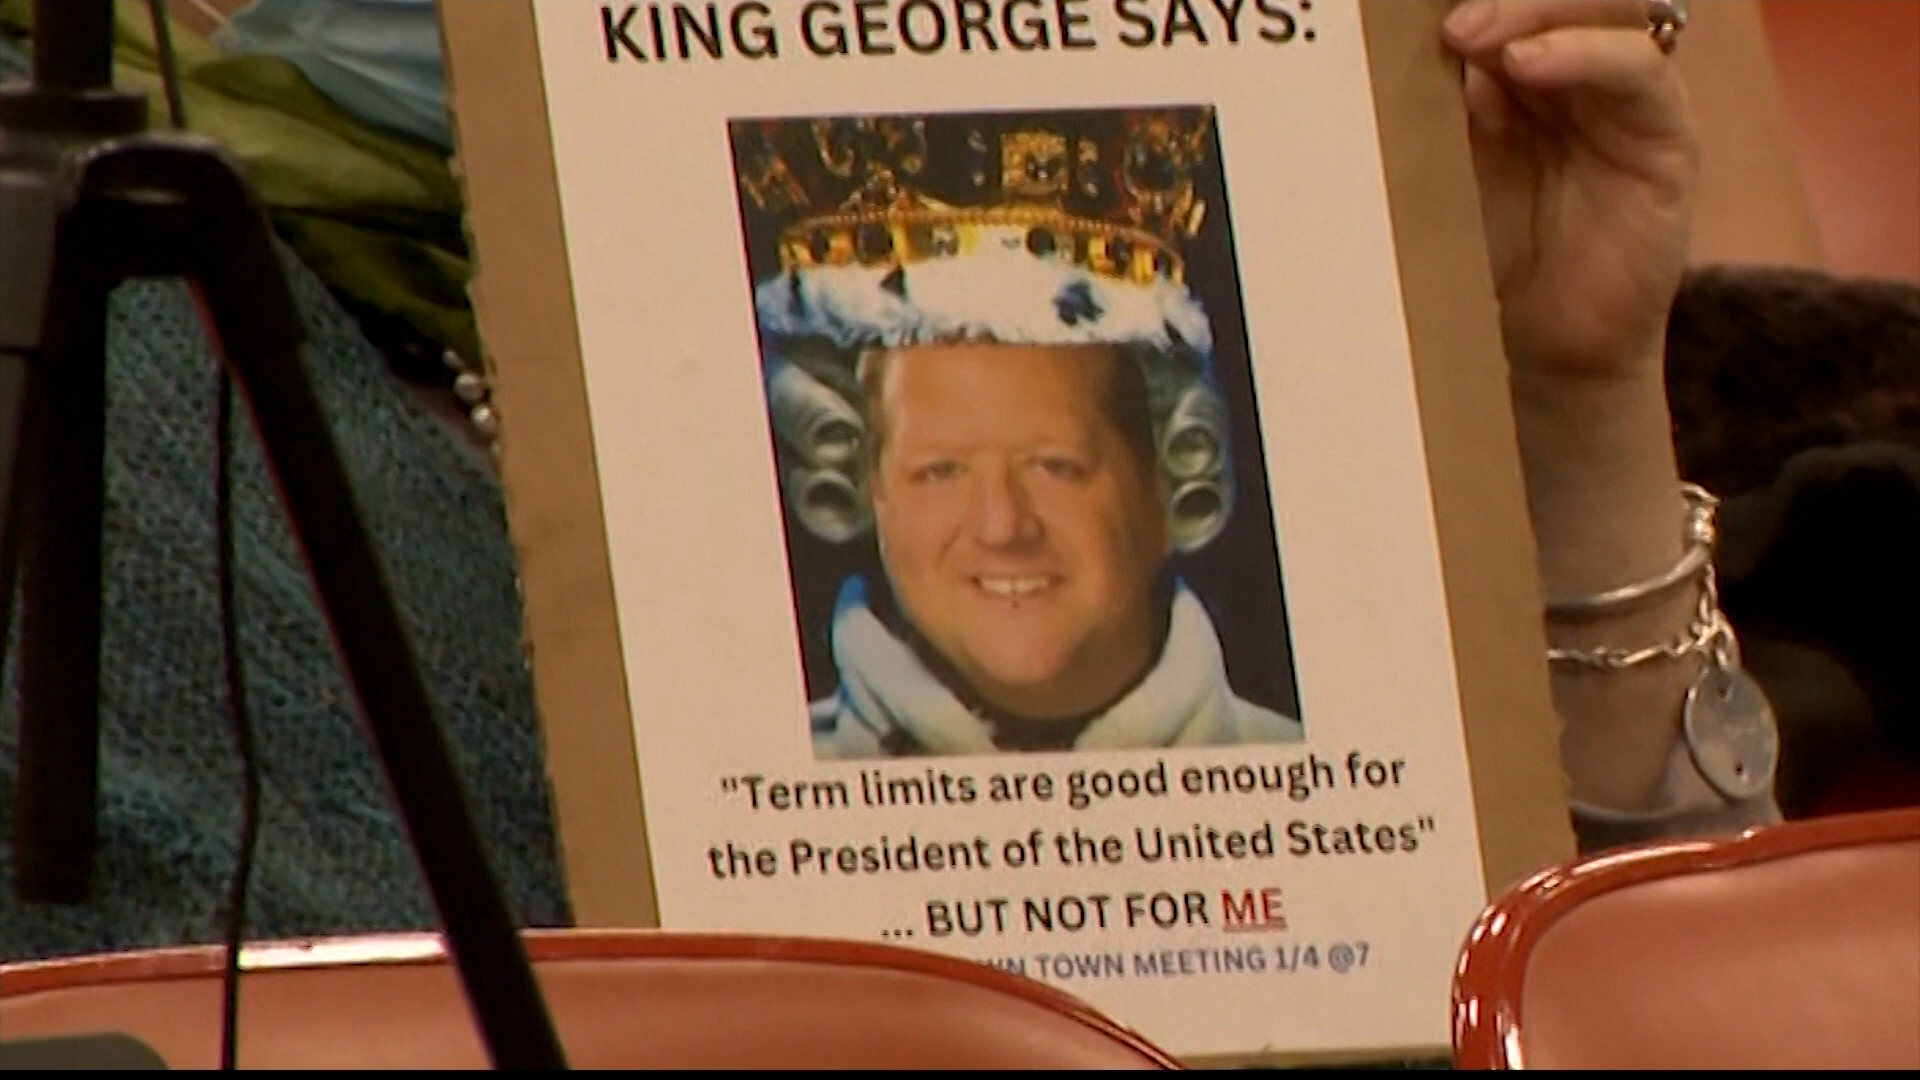 KING GEORGE SAYS:
"Term limits are good enough for
the President of the United States"
... BUT NOT FOR ME
TOWN MEETING 1/4 @7